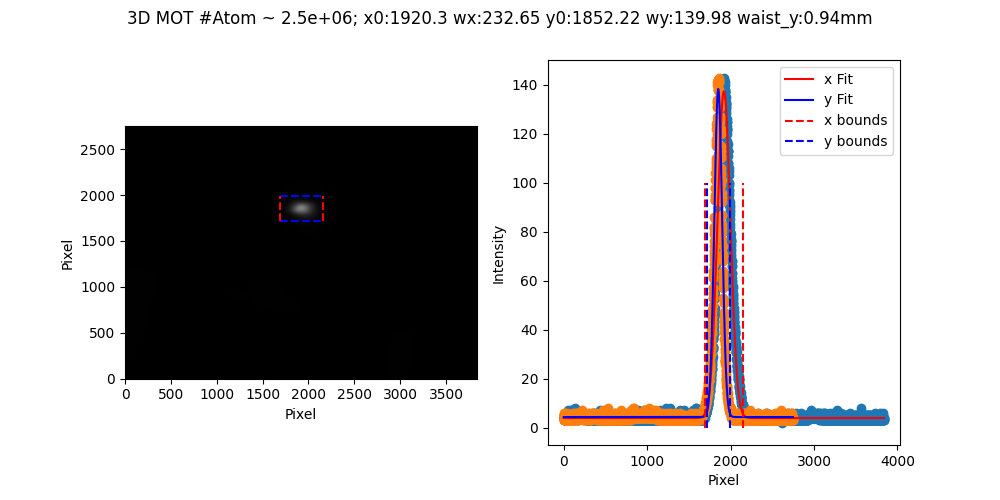 3D MOT #Atom ~ 2.5e+06; x0:1920.3 wx:232.65 y0:1852.22 wy:139.98 waist_y:0.94mm
2500
2000
1500
1000
500
0
Pixel
0 500 1000 1500 2000 2500 3000 3500
Pixel
140
120
100
80
60
40
20
0
Intensity
x Fit
y Fit
x bounds
y bounds
0 1000 2000 3000 4000
Pixel